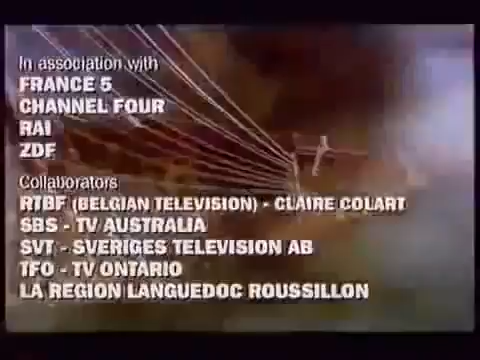 In association with
FRANCE 5
CHANNEL FOUR
RAI
ZDF
Collaborators
RTBF (BELGIAN TELEVISION) - CLAIRE COLART
SBS - TV AUSTRALIA
SVT - SVERIGES TELEVISION AB
TFO - TV ONTARIO
LA REGION LANGUEDOC ROUSSILLON